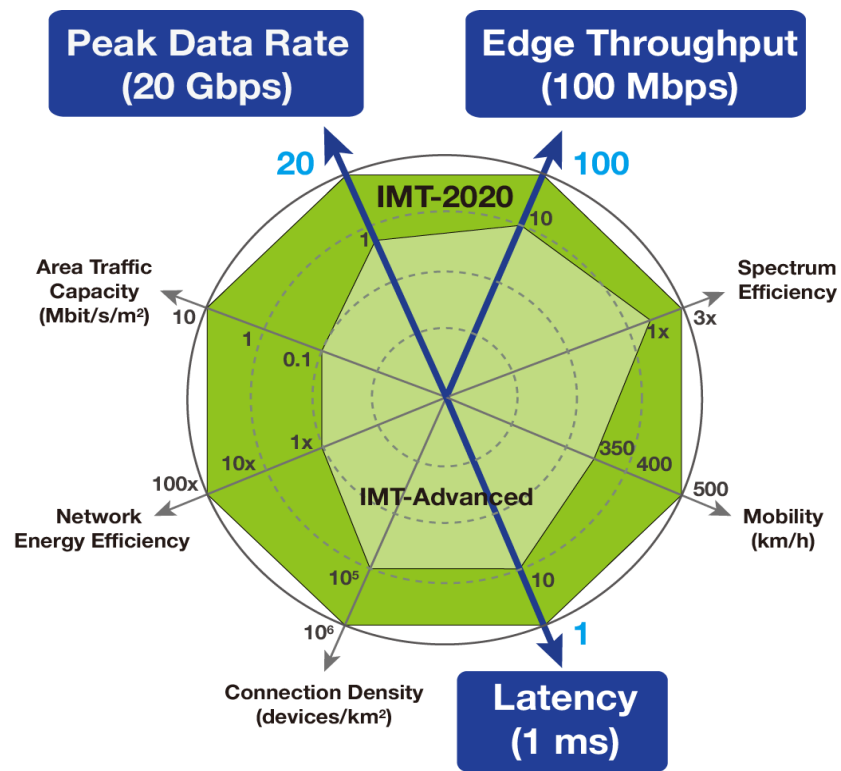 Peak Data Rate
(20 Gbps)
Edge Throughput
(100 Mbps)
20
100
IMT-2020
1
10
Area Traffic
Capacity
(Mbit/s/m²)
Spectrum
Efficiency
10
1
0.1
1x
3x
1x
10x
100x
350
400
500
Network
Energy Efficiency
IMT-Advanced
Mobility
(km/h)
10⁵
10
10⁶
1
Connection Density
(devices/km²)
Latency
(1 ms)